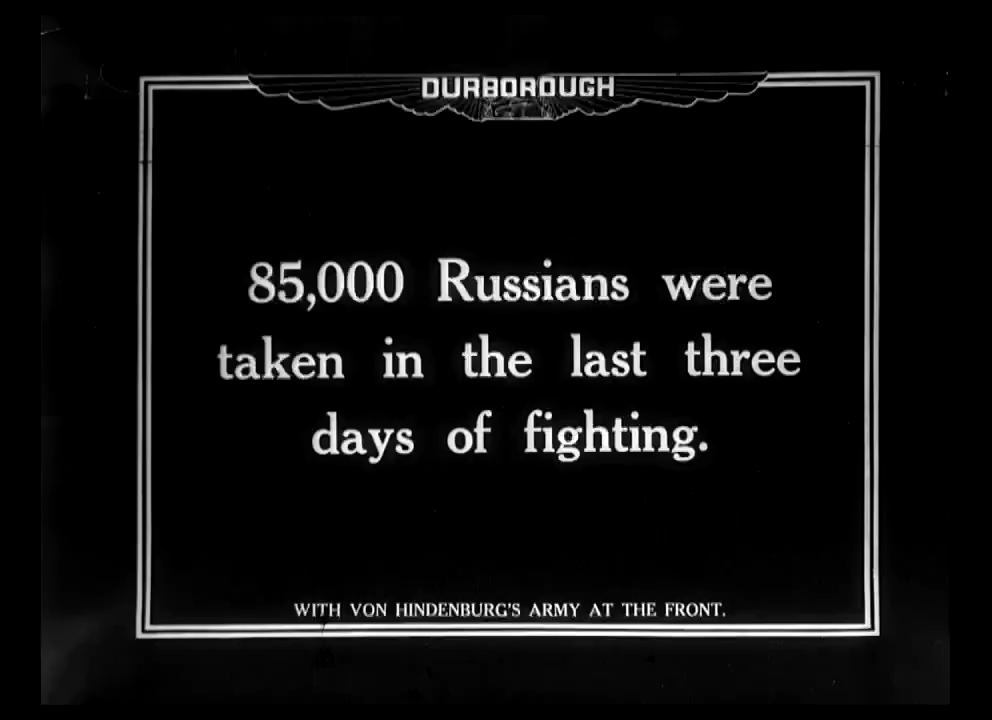 DURBOROUGH
85,000 Russians were
taken in the last three
days of fighting.
WITH VON HINDENBURG'S ARMY AT THE FRONT.